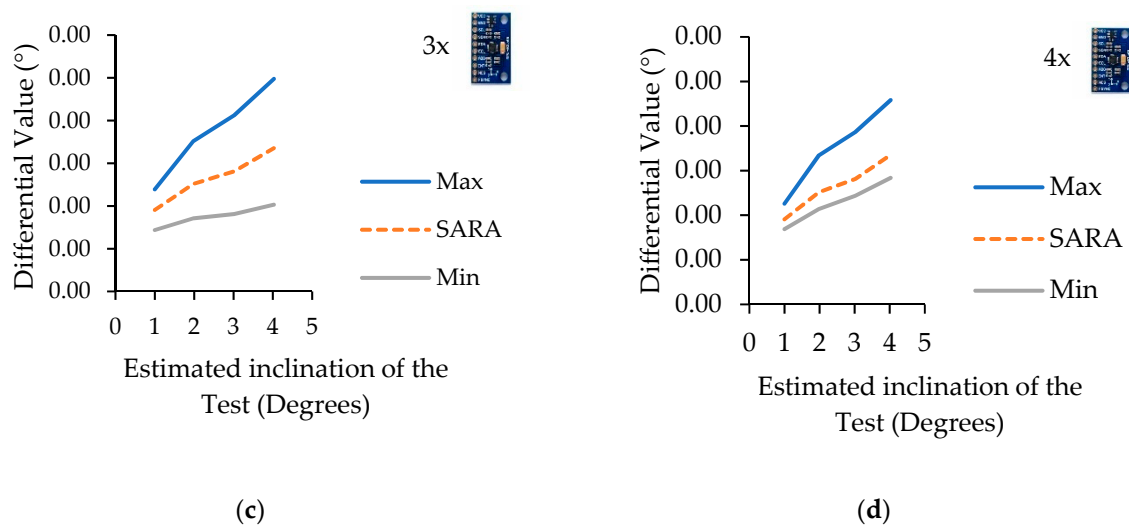 Differential Value (°)
0.00
0.00
0.00
0.00
0.00
0.00
0.00
0 1 2 3 4 5
Estimated inclination of the
Test (Degrees)
3x
Max
SARA
Min
(c)
Differential Value (°)
0.00
0.00
0.00
0.00
0.00
0.00
0.00
0 1 2 3 4 5
Estimated inclination of the
Test (Degrees)
4x
Max
SARA
Min
(d)